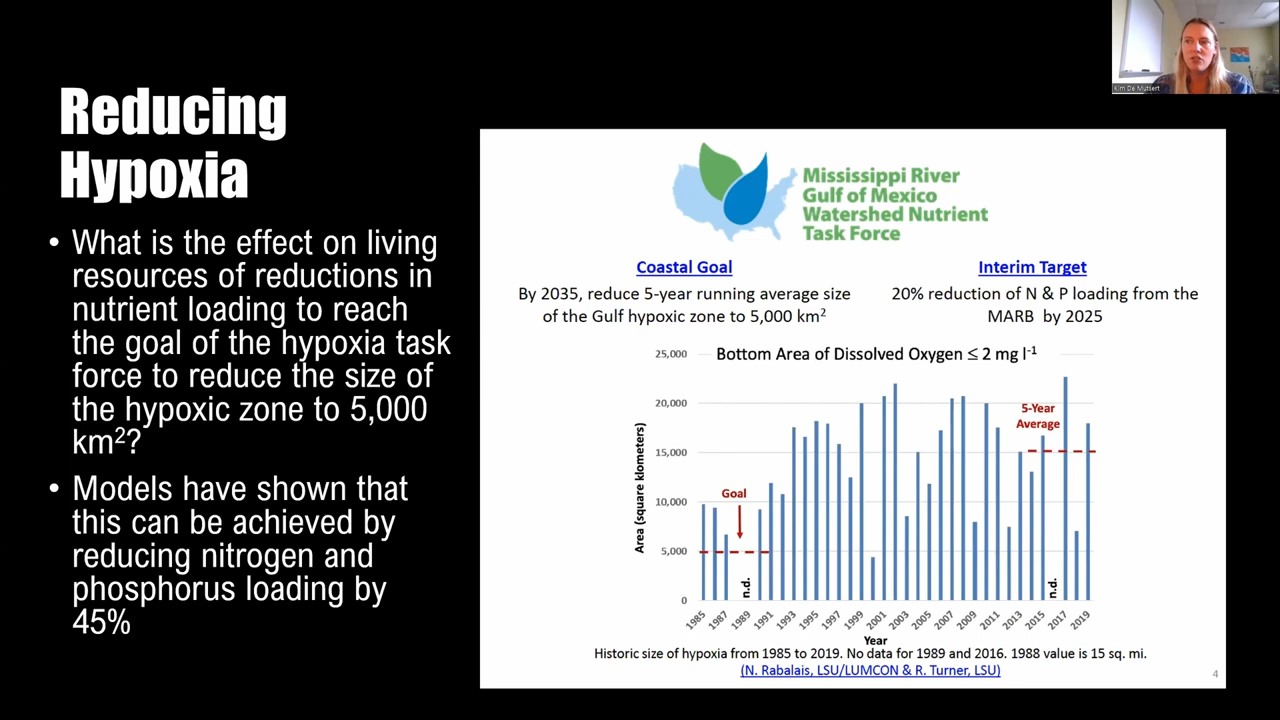 Kim De Mutsert
Reducing
Hypoxia
• What is the effect on living
resources of reductions in
nutrient loading to reach
the goal of the hypoxia task
force to reduce the size of
the hypoxic zone to 5,000
km²?
• Models have shown that
this can be achieved by
reducing nitrogen and
phosphorus loading by
45%
Mississippi River
Gulf of Mexico
Watershed Nutrient
Task Force
Coastal Goal
By 2035, reduce 5-year running average size
of the Gulf hypoxic zone to 5,000 km²
Interim Target
20% reduction of N & P loading from the
MARB by 2025
Bottom Area of Dissolved Oxygen ≤ 2 mg l⁻¹
Area (square klometers)
25,000
20,000
15,000
10,000
5,000
0
Goal
5-Year
Average
n.d.
n.d.
1985 1987 1989 1991 1993 1995 1997 1999 2001 2003 2005 2007 2009 2011 2013 2015 2017 2019
Year
Historic size of hypoxia from 1985 to 2019. No data for 1989 and 2016. 1988 value is 15 sq. mi.
(N. Rabalais, LSU/LUMCON & R. Turner, LSU)
4